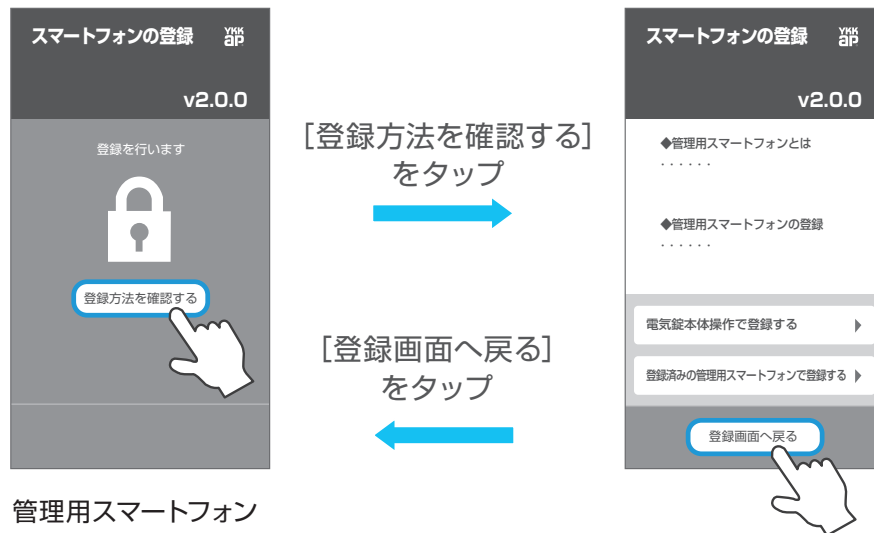 スマートフォンの登録
YKK
ap
v2.0.0
登録を行います
登録方法を確認する
管理用スマートフォン
[登録方法を確認する]
をタップ
[登録画面へ戻る]
をタップ
スマートフォンの登録
YKK
ap
v2.0.0
◆管理用スマートフォンとは
・・・・・・
◆管理用スマートフォンの登録
・・・・・・
電気錠本体操作で登録する
登録済みの管理用スマートフォンで登録する
登録画面へ戻る